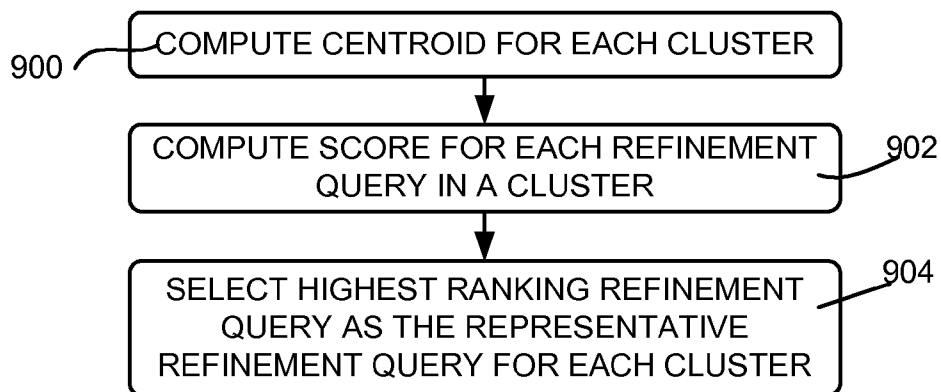 900
COMPUTE CENTROID FOR EACH CLUSTER
COMPUTE SCORE FOR EACH REFINEMENT
QUERY IN A CLUSTER
902
SELECT HIGHEST RANKING REFINEMENT
QUERY AS THE REPRESENTATIVE
REFINEMENT QUERY FOR EACH CLUSTER
904